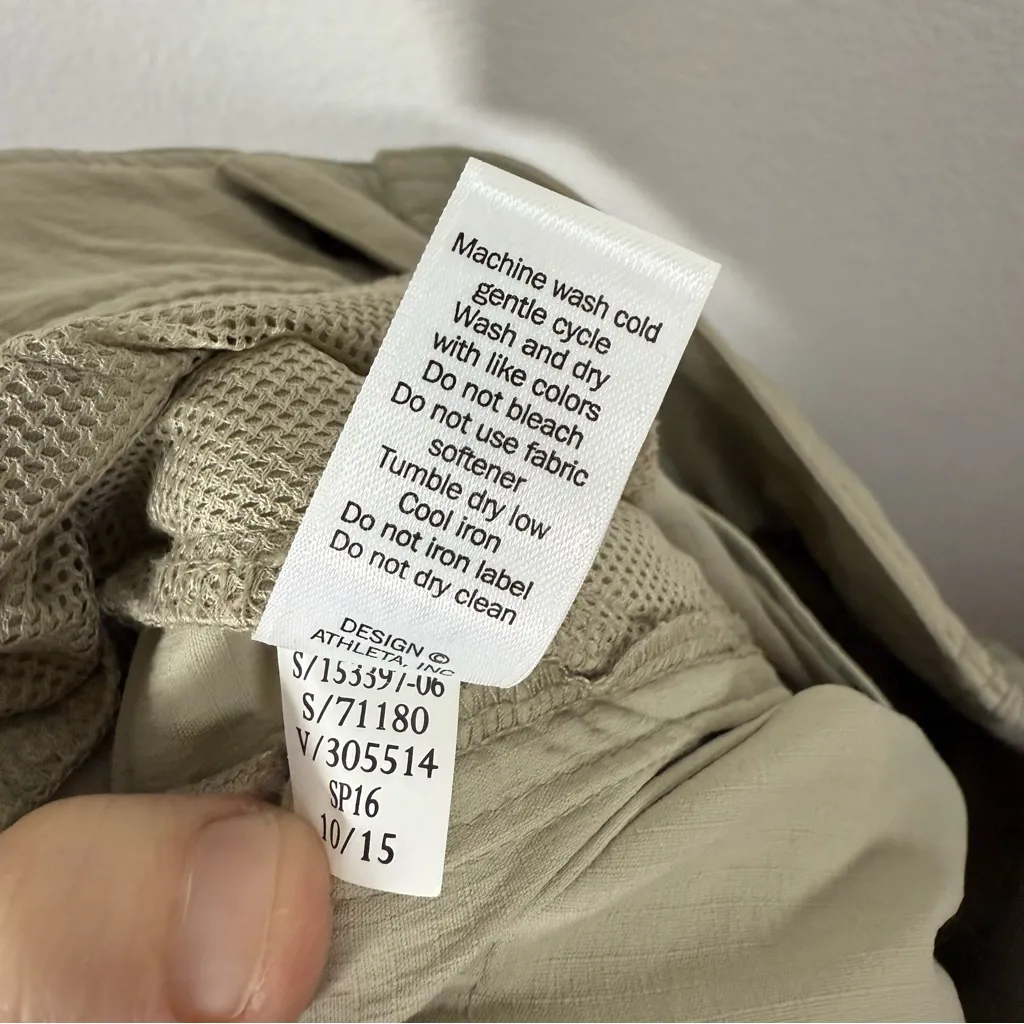 Machine wash cold
gentle cycle
Wash and dry
with like colors
Do not bleach
Do not use fabric
softener
Tumble dry low
Cool iron
Do not iron label
Do not dry clean
DESIGN ©
ATHLETA, INC
S/153397-06
S/71180
V/305514
SP16
10/15